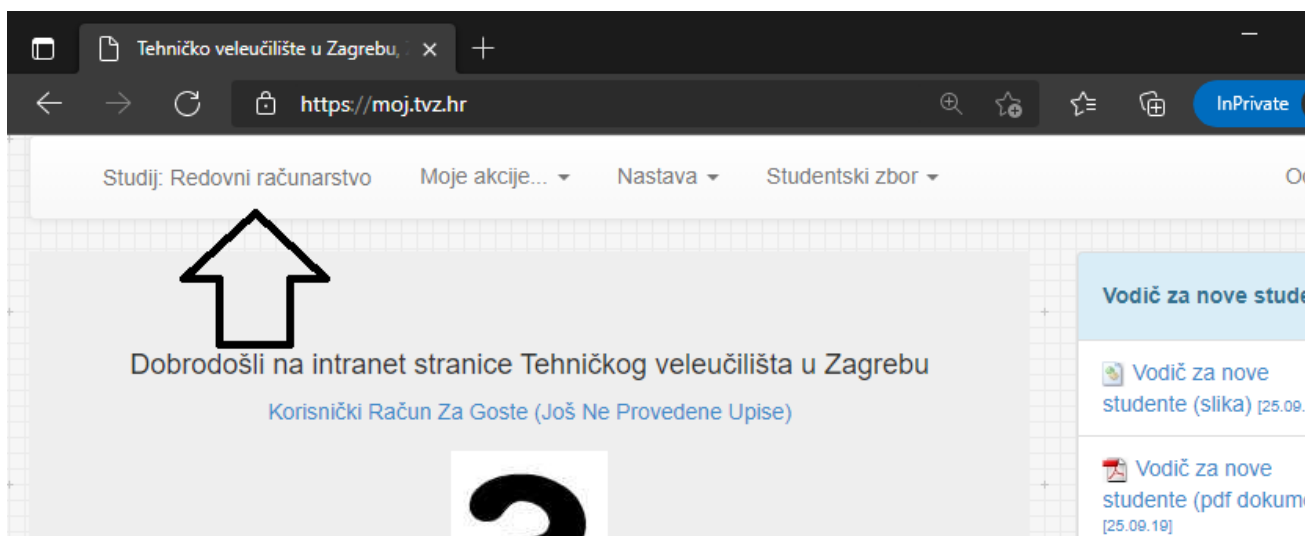 Tehničko veleučilište u Zagrebu,
https://moj.tvz.hr
InPrivate
Studij: Redovni računarstvo Moje akcije... Nastava Studentski zbor
Dobrodošli na intranet stranice Tehničkog veleučilišta u Zagrebu
Korisnički Račun Za Goste (Još Ne Provedene Upise)
Vodič za nove
Vodič za nove
studente (slika) [25.09.
Vodič za nove
studente (pdf
[25.09.19]